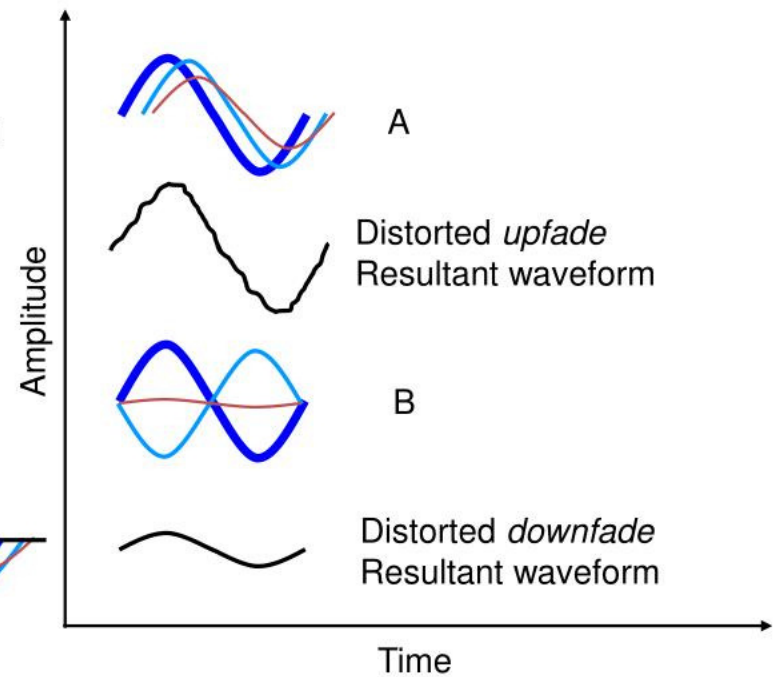 A
Distorted upfade
Resultant waveform
Amplitude
B
Distorted downfade
Resultant waveform
Time